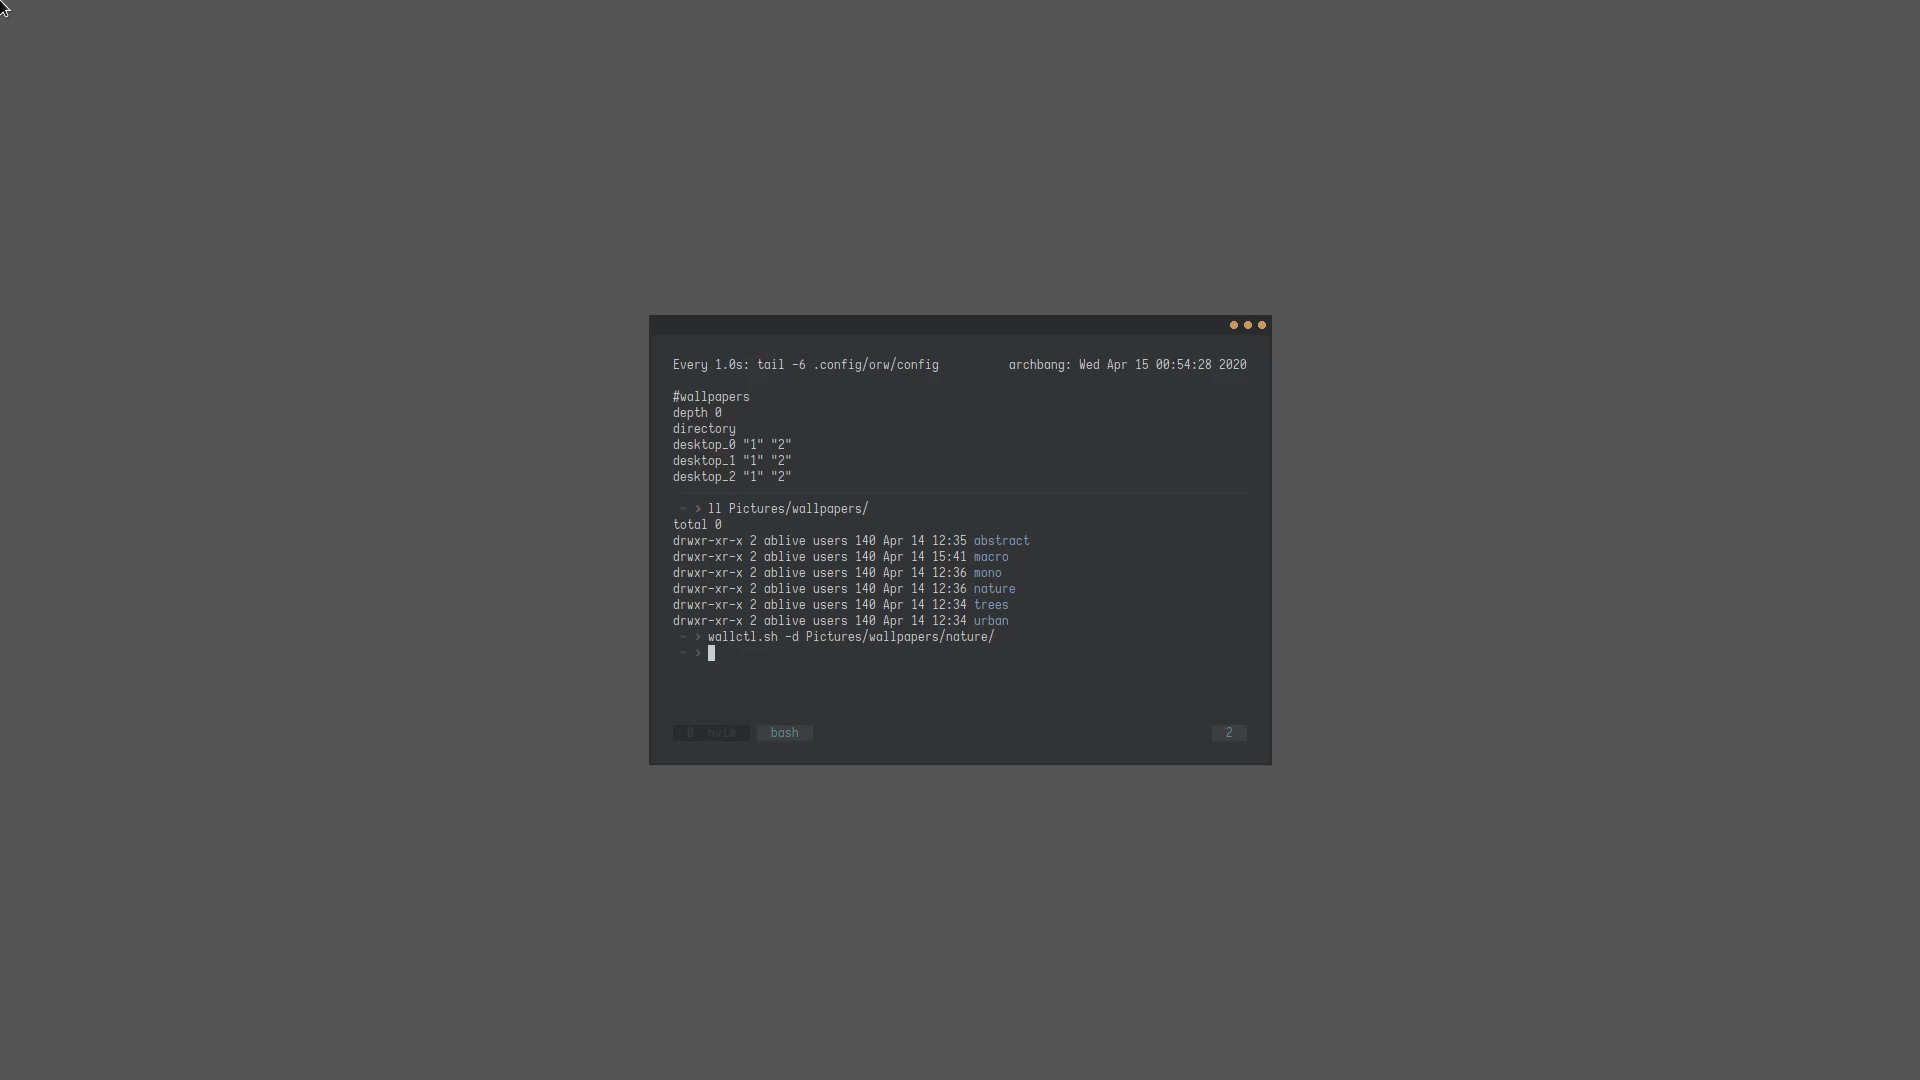 Every 1.0s: tail -6 .config/orw/config archbang: Wed Apr 15 00:54:28 2020
#wallpapers
depth 0
directory
desktop_0 "1" "2"
desktop_1 "1" "2"
desktop_2 "1" "2"
~ › ll Pictures/wallpapers/
total 0
drwxr-xr-x 2 ablive users 140 Apr 14 12:35 abstract
drwxr-xr-x 2 ablive users 140 Apr 14 15:41 macro
drwxr-xr-x 2 ablive users 140 Apr 14 12:36 mono
drwxr-xr-x 2 ablive users 140 Apr 14 12:36 nature
drwxr-xr-x 2 ablive users 140 Apr 14 12:34 trees
drwxr-xr-x 2 ablive users 140 Apr 14 12:34 urban
~ › wallctl.sh -d Pictures/wallpapers/nature/
~ ›
0 nvim bash 2